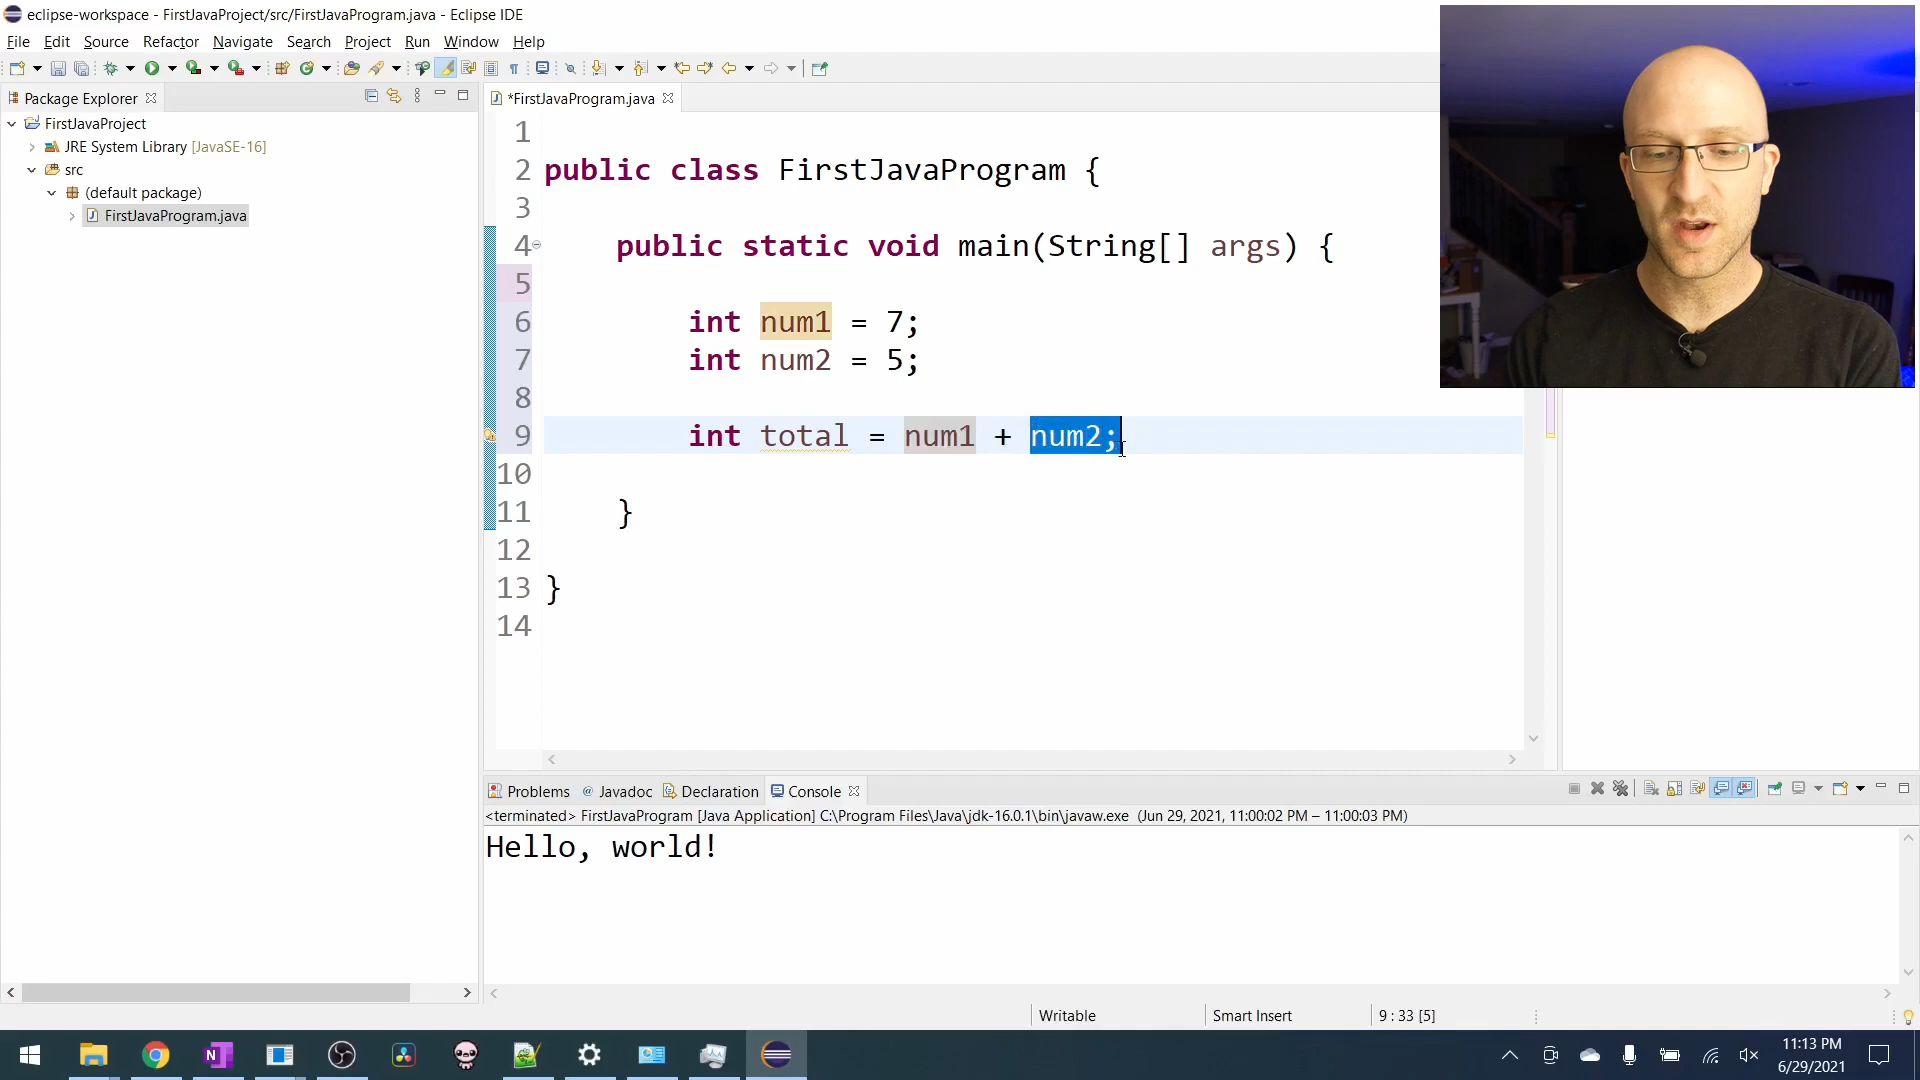 eclipse-workspace - FirstJavaProject/src/FirstJavaProgram.java - Eclipse IDE
File Edit Source Refactor Navigate Search Project Run Window Help
Package Explorer
*FirstJavaProgram.java
FirstJavaProject
JRE System Library [JavaSE-16]
src
(default package)
FirstJavaProgram.java
1
2 public class FirstJavaProgram {
3
4 public static void main(String[] args) {
5
6 int num1 = 7;
7 int num2 = 5;
8
9 int total = num1 + num2;
10
11 }
12
13 }
14
Problems @ Javadoc Declaration Console
<terminated> FirstJavaProgram [Java Application] C:\Program Files\Java\jdk-16.0.1\bin\javaw.exe (Jun 29, 2021, 11:00:02 PM – 11:00:03 PM)
Hello, world!
Writable Smart Insert 9 : 33 [5]
11:13 PM
6/29/2021